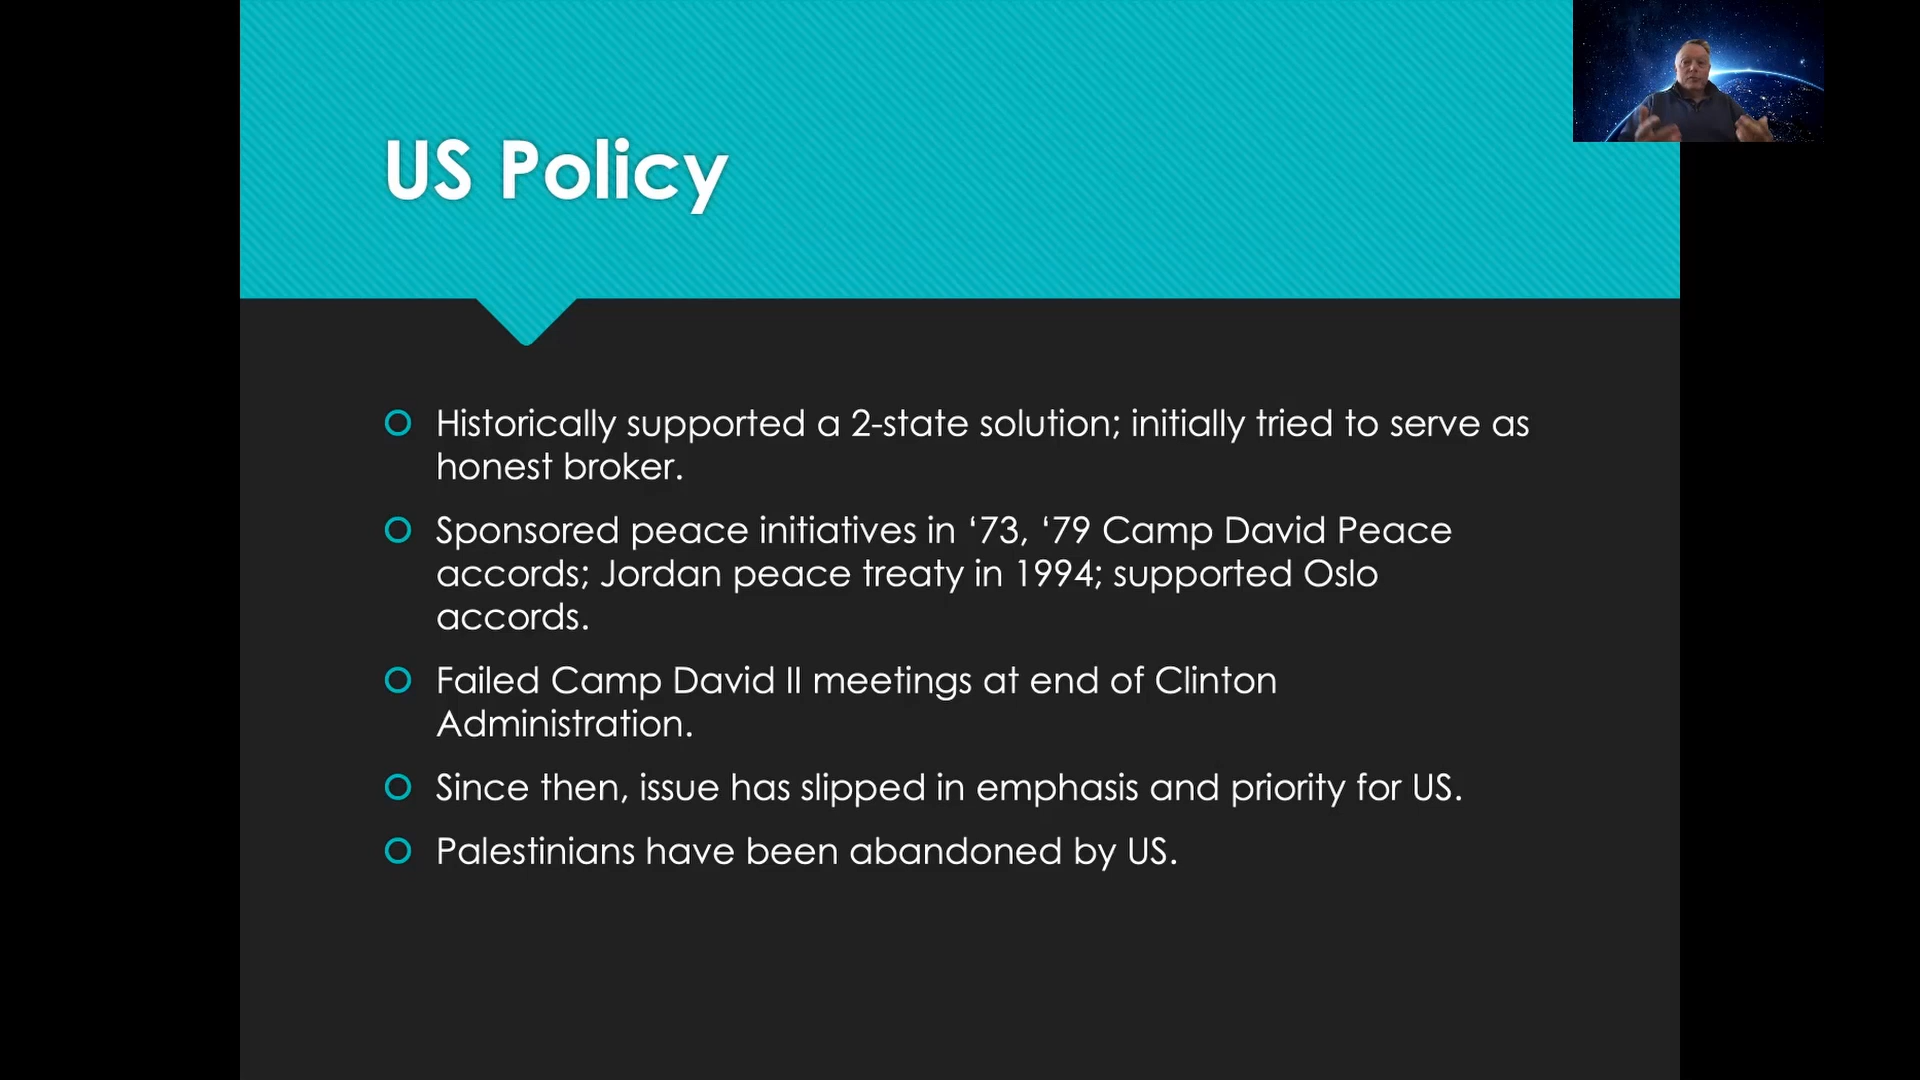 US Policy
Historically supported a 2-state solution; initially tried to serve as
honest broker.
Sponsored peace initiatives in ‘73, ‘79 Camp David Peace
accords; Jordan peace treaty in 1994; supported Oslo
accords.
Failed Camp David II meetings at end of Clinton
Administration.
Since then, issue has slipped in emphasis and priority for US.
Palestinians have been abandoned by US.